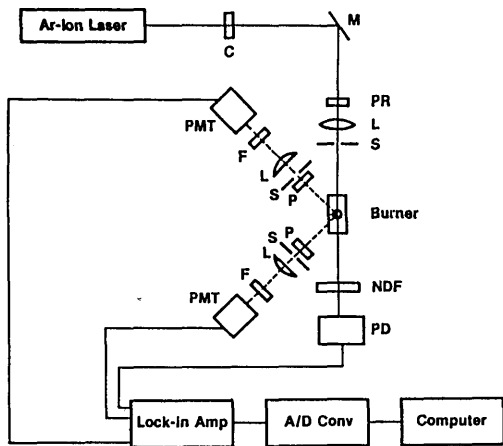 Ar-Ion Laser
C
M
PR
L
S
PMT
F
L
S
P
Burner
S
P
L
F
PMT
NDF
PD
Lock-in Amp
A/D Conv
Computer